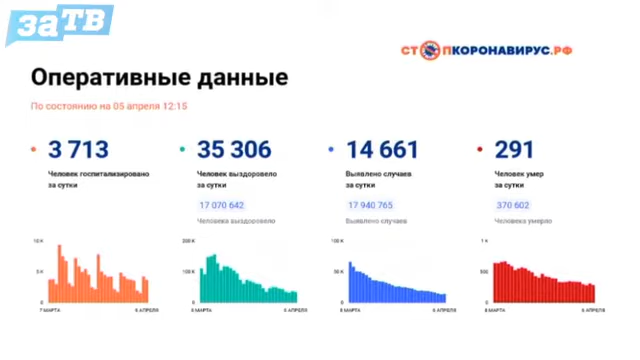 заТВ
СТОПКОРОНАВИРУС.РФ
Оперативные данные
По состоянию на 05 апреля 12:15
3 713
Человек госпитализировано
за сутки
35 306
Человек выздоровело
за сутки
17 070 642
Человека выздоровело
14 661
Выявлено случаев
за сутки
17 940 765
Выявлено случаев
291
Человек умер
за сутки
370 602
Человека умерло
10 К
5 К
0
7 МАРТА
5 АПРЕЛЯ
200 К
100 К
0
6 МАРТА
5 АПРЕЛЯ
100 К
50 К
0
6 МАРТА
5 АПРЕЛЯ
1 К
500
0
6 МАРТА
5 АПРЕЛЯ